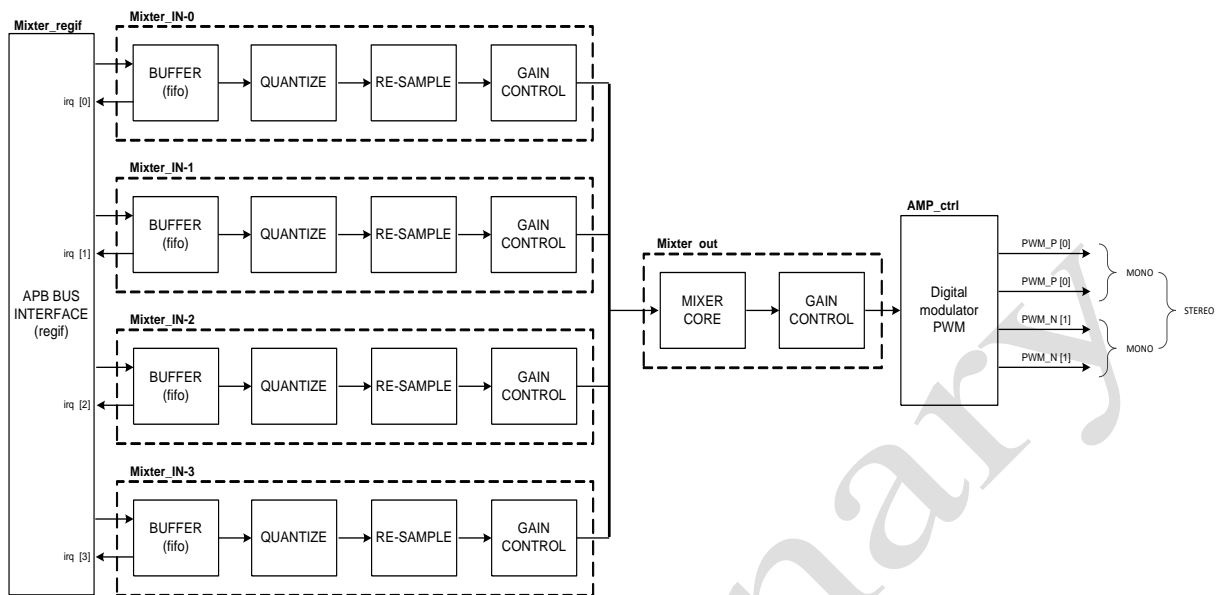 Mixter_regif
APB BUS
INTERFACE
(regif)
Mixter_IN-0
irq [0]
BUFFER
(fifo)
QUANTIZE
RE-SAMPLE
GAIN
CONTROL
Mixter_IN-1
irq [1]
BUFFER
(fifo)
QUANTIZE
RE-SAMPLE
GAIN
CONTROL
Mixter_IN-2
irq [2]
BUFFER
(fifo)
QUANTIZE
RE-SAMPLE
GAIN
CONTROL
Mixter_IN-3
irq [3]
BUFFER
(fifo)
QUANTIZE
RE-SAMPLE
GAIN
CONTROL
Mixter_out
MIXER
CORE
GAIN
CONTROL
AMP_ctrl
Digital
modulator
PWM
PWM_P [0]
PWM_P [0]
PWM_N [1]
PWM_N [1]
MONO
MONO
STEREO
nary